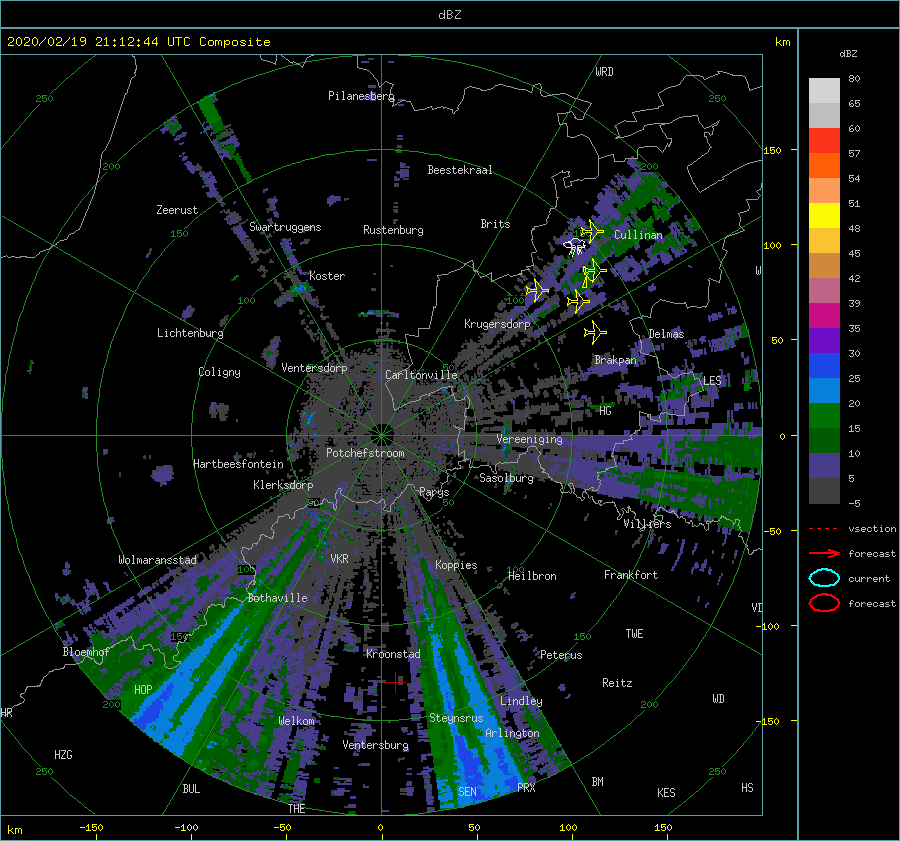 dBZ
2020/02/19 21:12:44 UTC Composite
km
dBZ
WRD
80
Pilanesberg
250
250
65
60
150
57
200
Beestekraal
200
54
Zeerust
51
Swartruggens
Brits
150
Rustenburg
Cullinan
48
100
45
Koster
W
42
100
100
39
Krugersdorp
35
Lichtenburg
Delmas
50
30
Brakpan
Coligny
Ventersdorp
Carltonville
LES
25
20
HG
15
0
Vereeniging
Potchefstroom
10
Hartbeesfontein
Sasolburg
5
Klerksdorp
Parys
50
50
-5
Villiers
vsection
-50
Wolmaransstad
VKR
Koppies
forecast
100
Heilbron
100
Frankfort
current
Bothaville
VD
forecast
-100
150
150
TWE
Bloemhof
Kroonstad
Peterus
HOP
Reitz
200
Lindley
200
WD
HR
Welkom
Steynsrus
-150
Arlington
Ventersburg
HZG
250
250
BUL
SEN
PRX
BM
KES
HS
THE
km
-150
-100
-50
0
50
100
150